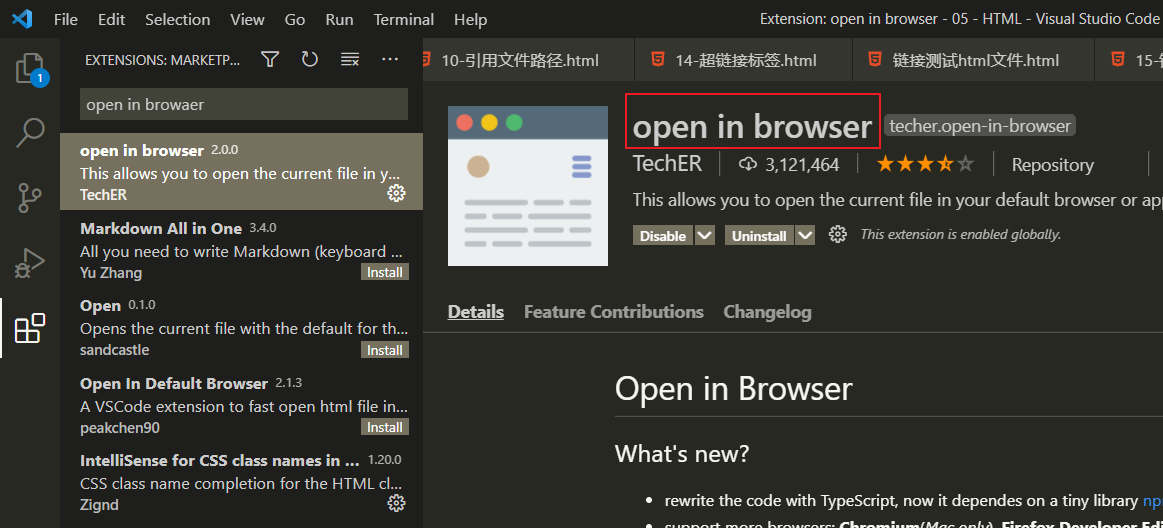 File Edit Selection View Go Run Terminal Help
Extension: open in browser - 05 - HTML - Visual Studio Code
1
EXTENSIONS: MARKETP...
open in browaer
open in browser 2.0.0
This allows you to open the current file in y...
TechER
Markdown All in One 3.4.0
All you need to write Markdown (keyboard ...
Yu Zhang
Install
Open 0.1.0
Opens the current file with the default for th...
sandcastle
Install
Open In Default Browser 2.1.3
A VSCode extension to fast open html file in...
peakchen90
Install
IntelliSense for CSS class names in ... 1.20.0
CSS class name completion for the HTML cl...
Zignd
10-引用文件路径.html
14-超链接标签.html
链接测试html文件.html
open in browser techer.open-in-browser
TechER 3,121,464 Repository
This allows you to open the current file in your default browser or
Disable Uninstall This extension is enabled globally.
Details Feature Contributions Changelog
Open in Browser
What's new?
rewrite the code with TypeScript, now it dependes on a tiny library
support more browsers: Chromium(Mac only), Firefox Developer